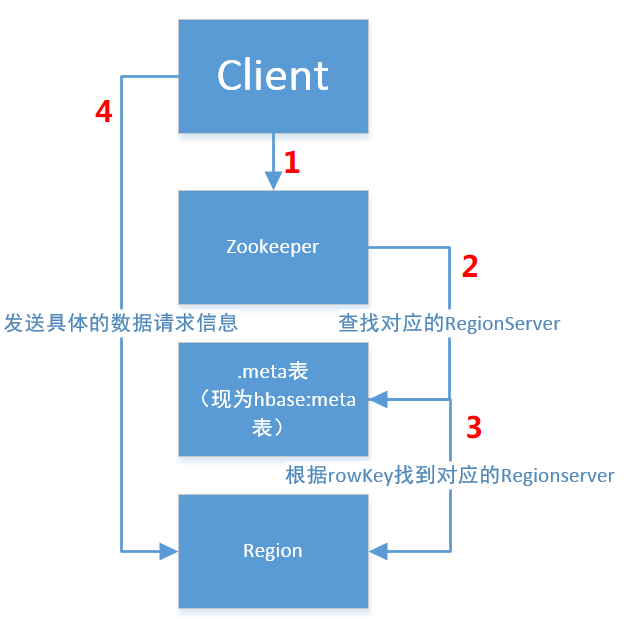 Client
4
1
Zookeeper
2
发送具体的数据请求信息
查找对应的RegionServer
.meta表
（现为hbase:meta
表）
3
根据rowKey找到对应的Regionserver
Region